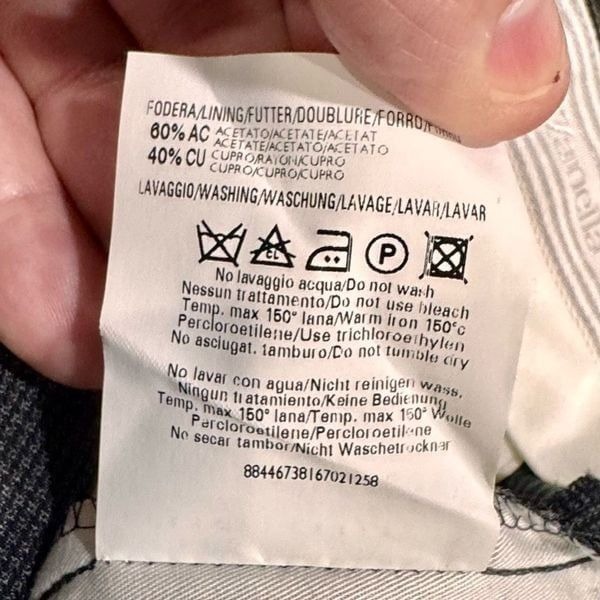 FODERA/LINING/FUTTER/DOUBLURE/FORRO/
60% AC ACETATO/ACETATE/ACETAT
ACETATE/ACETATO/ACETATO
40% CU CUPRO/RAYON/CUPRO
CUPRO/CUPRO/CUPRO
LAVAGGIO/WASHING/WASCHUNG/LAVAGE/LAVAR/LAVAR
CL P
No lavaggio acqua/Do not wash
Nessun trattamento/Do not use bleach
Temp. max 150° lana/Warm iron 150°c
Percloroetilene/Use trichloroethylen
No asciugat. tamburo/Do not tumble dry
No lavar con agua/Nicht reinigen wass.
Ningun tratamiento/Keine Bedienung
Temp. max 150° lana/Temp. max 150° Wolle
Percloroetilene/Percloroetilene
No secar tambor/Nicht Waschetrockner
88446738167021258